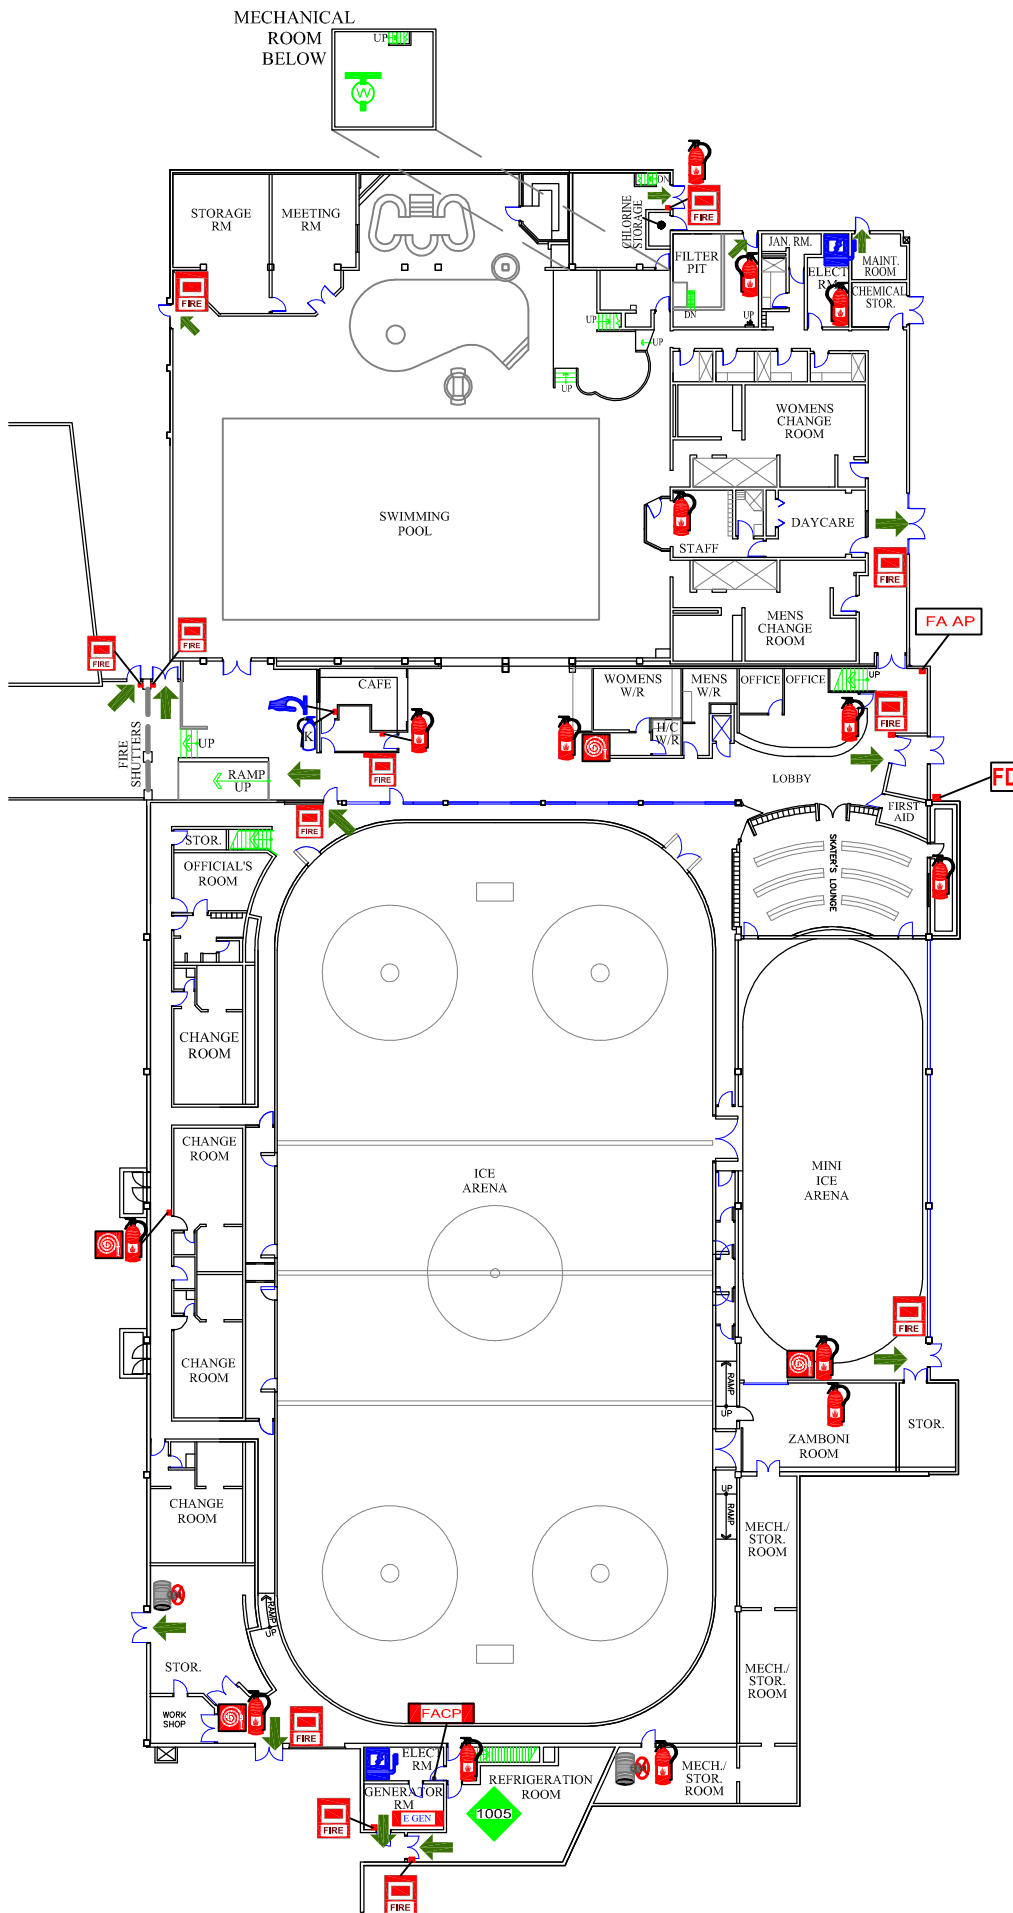 MECHANICAL
ROOM
BELOW
UP
W
DN
FIRE
STORAGE
RM
MEETING
RM
CHLORINE
STORAGE
FILTER
PIT
DN
JAN. RM.
ELECT
RM
MAINT.
ROOM
CHEMICAL
STOR.
UP
FIRE
UP
UP
UP
WOMENS
CHANGE
ROOM
SWIMMING
POOL
DAYCARE
STAFF
FIRE
MENS
CHANGE
ROOM
FA AP
FIRE
FIRE
CAFE
WOMENS
W/R
MENS
W/R
OFFICE
OFFICE
UP
H/C
W/R
K
FIRE
FIRE
SHUTTERS
UP
RAMP
UP
FIRE
LOBBY
FD
FIRST
AID
FIRE
STOR.
OFFICIAL'S
ROOM
SKATER'S LOUNGE
CHANGE
ROOM
CHANGE
ROOM
ICE
ARENA
MINI
ICE
ARENA
FIRE
CHANGE
ROOM
RAMP
UP
ZAMBONI
ROOM
STOR.
CHANGE
ROOM
UP
RAMP
MECH./
STOR.
ROOM
RAMP
UP
STOR.
MECH./
STOR.
ROOM
WORK
SHOP
FIRE
FACP
ELECT
RM
GENERATOR
RM
E GEN
REFRIGERATION
ROOM
1005
MECH./
STOR.
ROOM
FIRE
FIRE